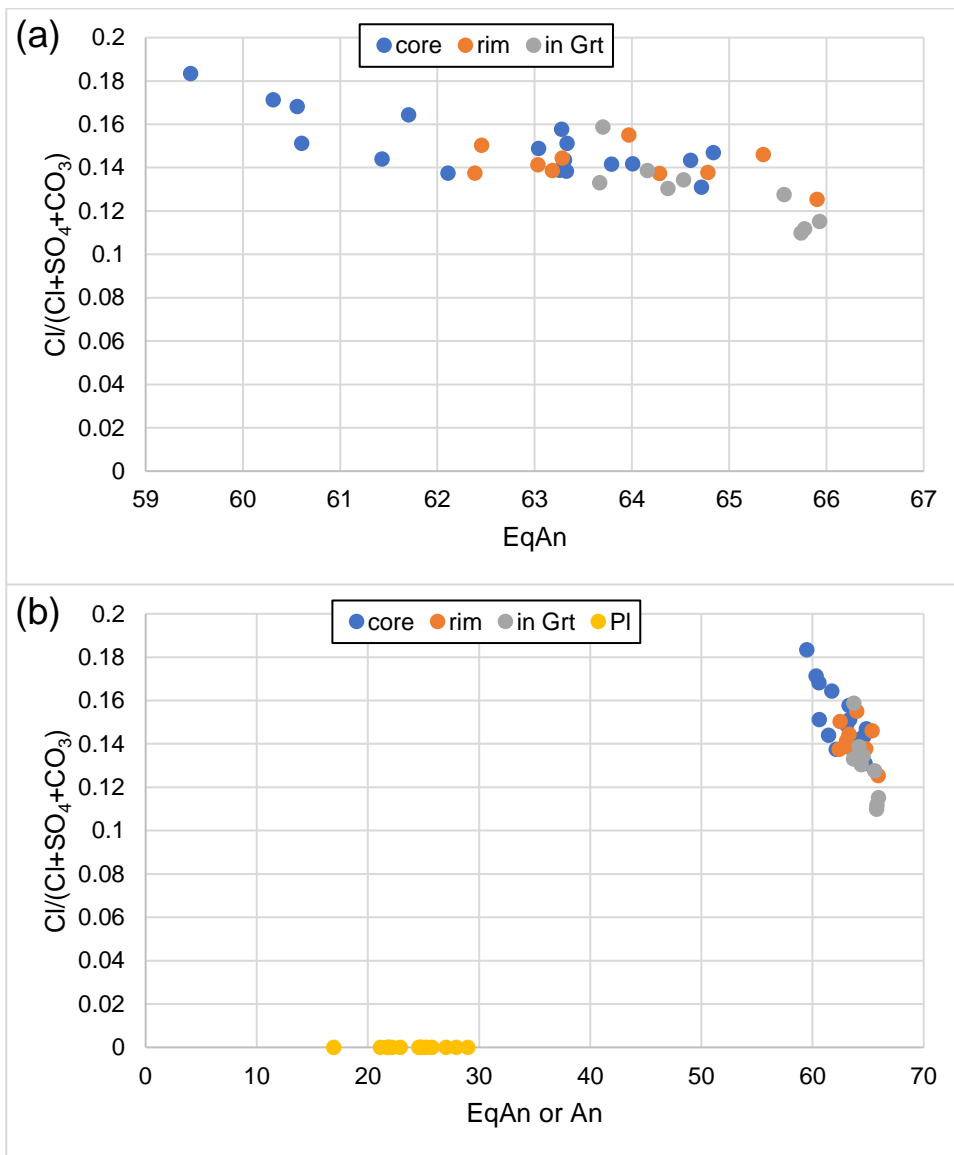 (a)
core rim in Grt
0.2
0.18
0.16
0.14
0.12
0.1
0.08
0.06
0.04
0.02
0
Cl/(Cl+SO₄+CO₃)
59 60 61 62 63 64 65 66 67
EqAn
(b)
core rim in Grt Pl
0.2
0.18
0.16
0.14
0.12
0.1
0.08
0.06
0.04
0.02
0
Cl/(Cl+SO₄+CO₃)
0 10 20 30 40 50 60 70
EqAn or An